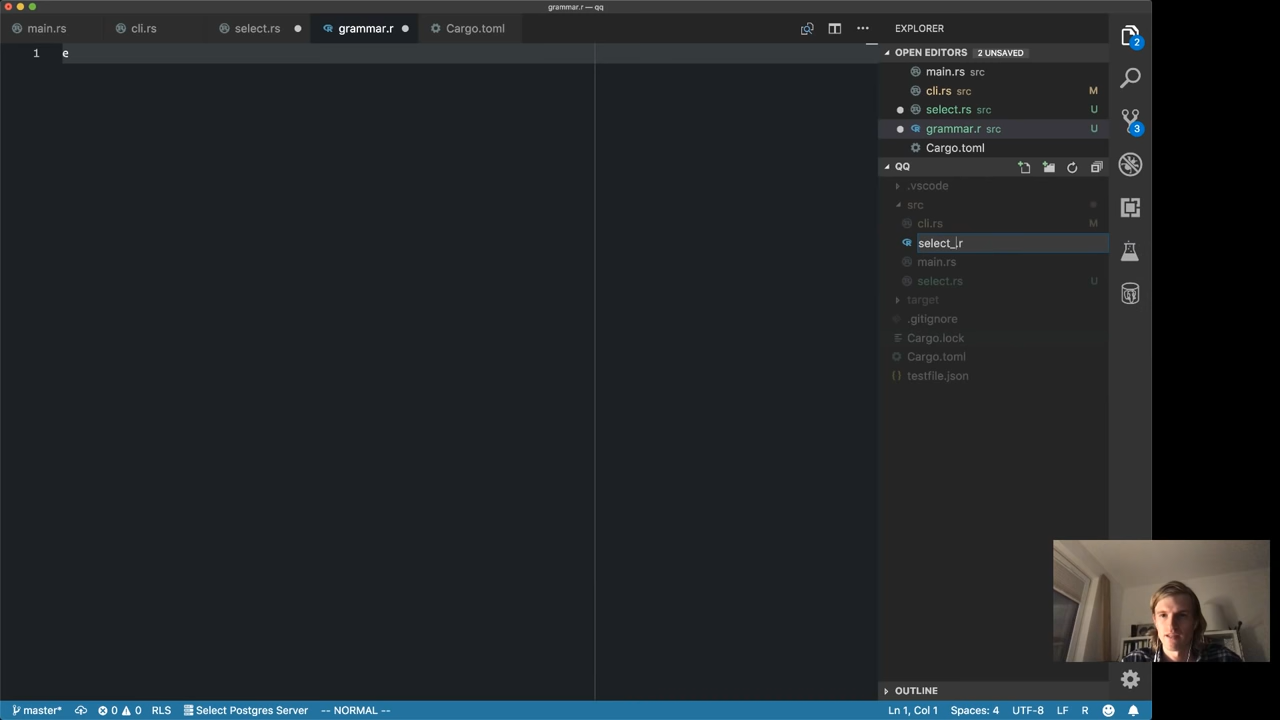 grammar.r — qq
main.rs
cli.rs
select.rs
grammar.r
Cargo.toml
EXPLORER
1
e
OPEN EDITORS 2 UNSAVED
main.rs src
cli.rs src M
select.rs src U
grammar.r src U
Cargo.toml
QQ
.vscode
src
cli.rs M
select_.r
main.rs
select.rs U
target
.gitignore
Cargo.lock
Cargo.toml
testfile.json
2
3
OUTLINE
master* 0 0 RLS Select Postgres Server -- NORMAL -- Ln 1, Col 1 Spaces: 4 UTF-8 LF R